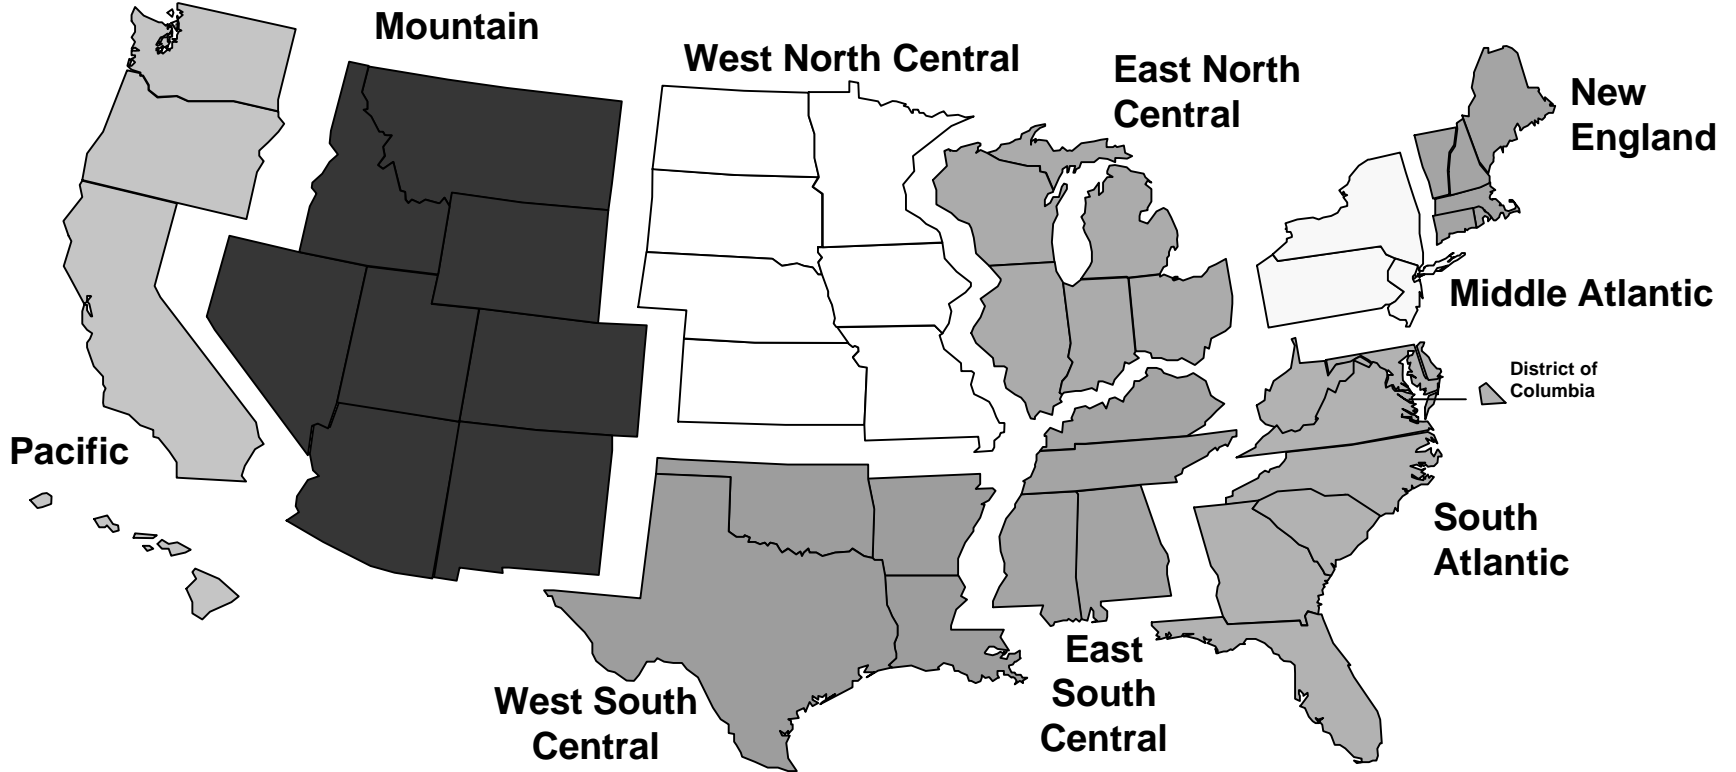 Mountain
West North Central
East North
Central
New
England
Middle Atlantic
District of
Columbia
Pacific
South
Atlantic
East
South
Central
West South
Central